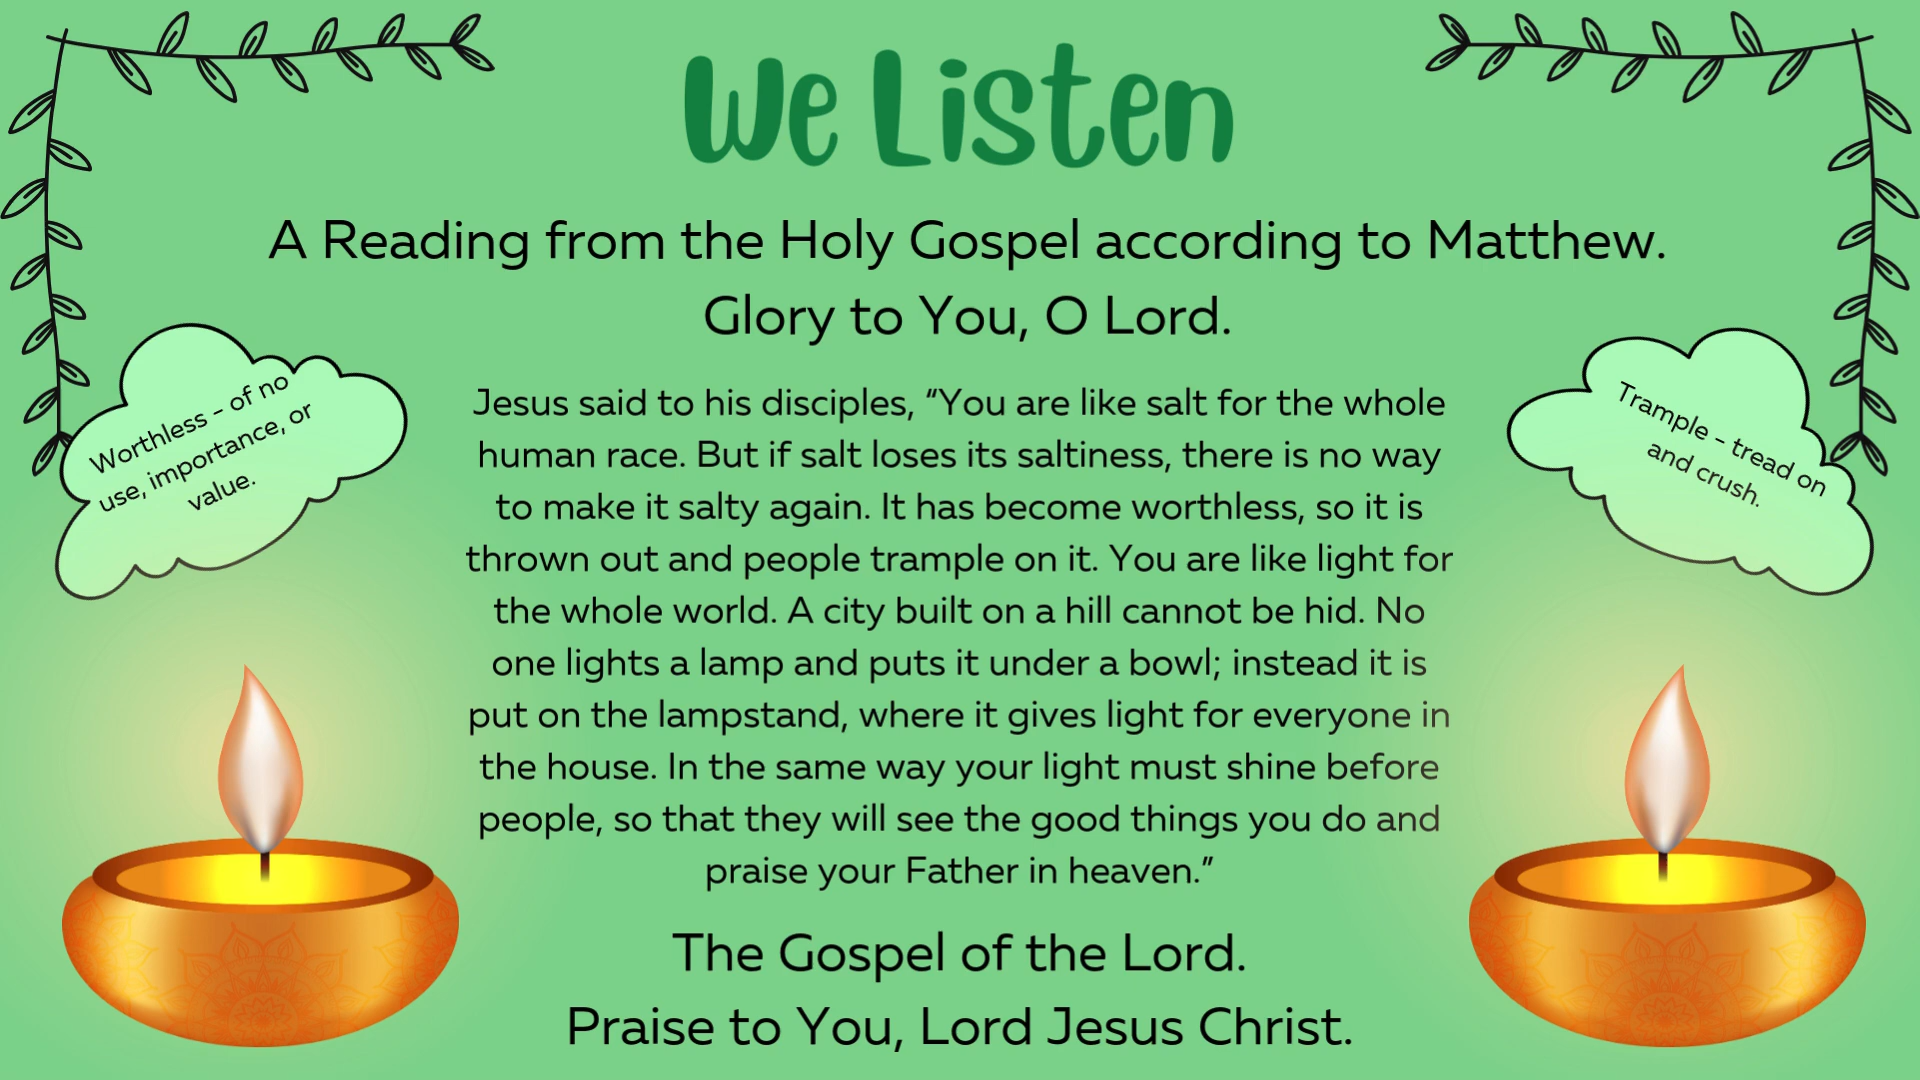 We Listen
A Reading from the Holy Gospel according to Matthew.
Glory to You, O Lord.
Worthless - of no
use, importance, or
value.
Trample - tread on
and crush.
Jesus said to his disciples, “You are like salt for the whole
human race. But if salt loses its saltiness, there is no way
to make it salty again. It has become worthless, so it is
thrown out and people trample on it. You are like light for
the whole world. A city built on a hill cannot be hid. No
one lights a lamp and puts it under a bowl; instead it is
put on the lampstand, where it gives light for everyone in
the house. In the same way your light must shine before
people, so that they will see the good things you do and
praise your Father in heaven.”
The Gospel of the Lord.
Praise to You, Lord Jesus Christ.